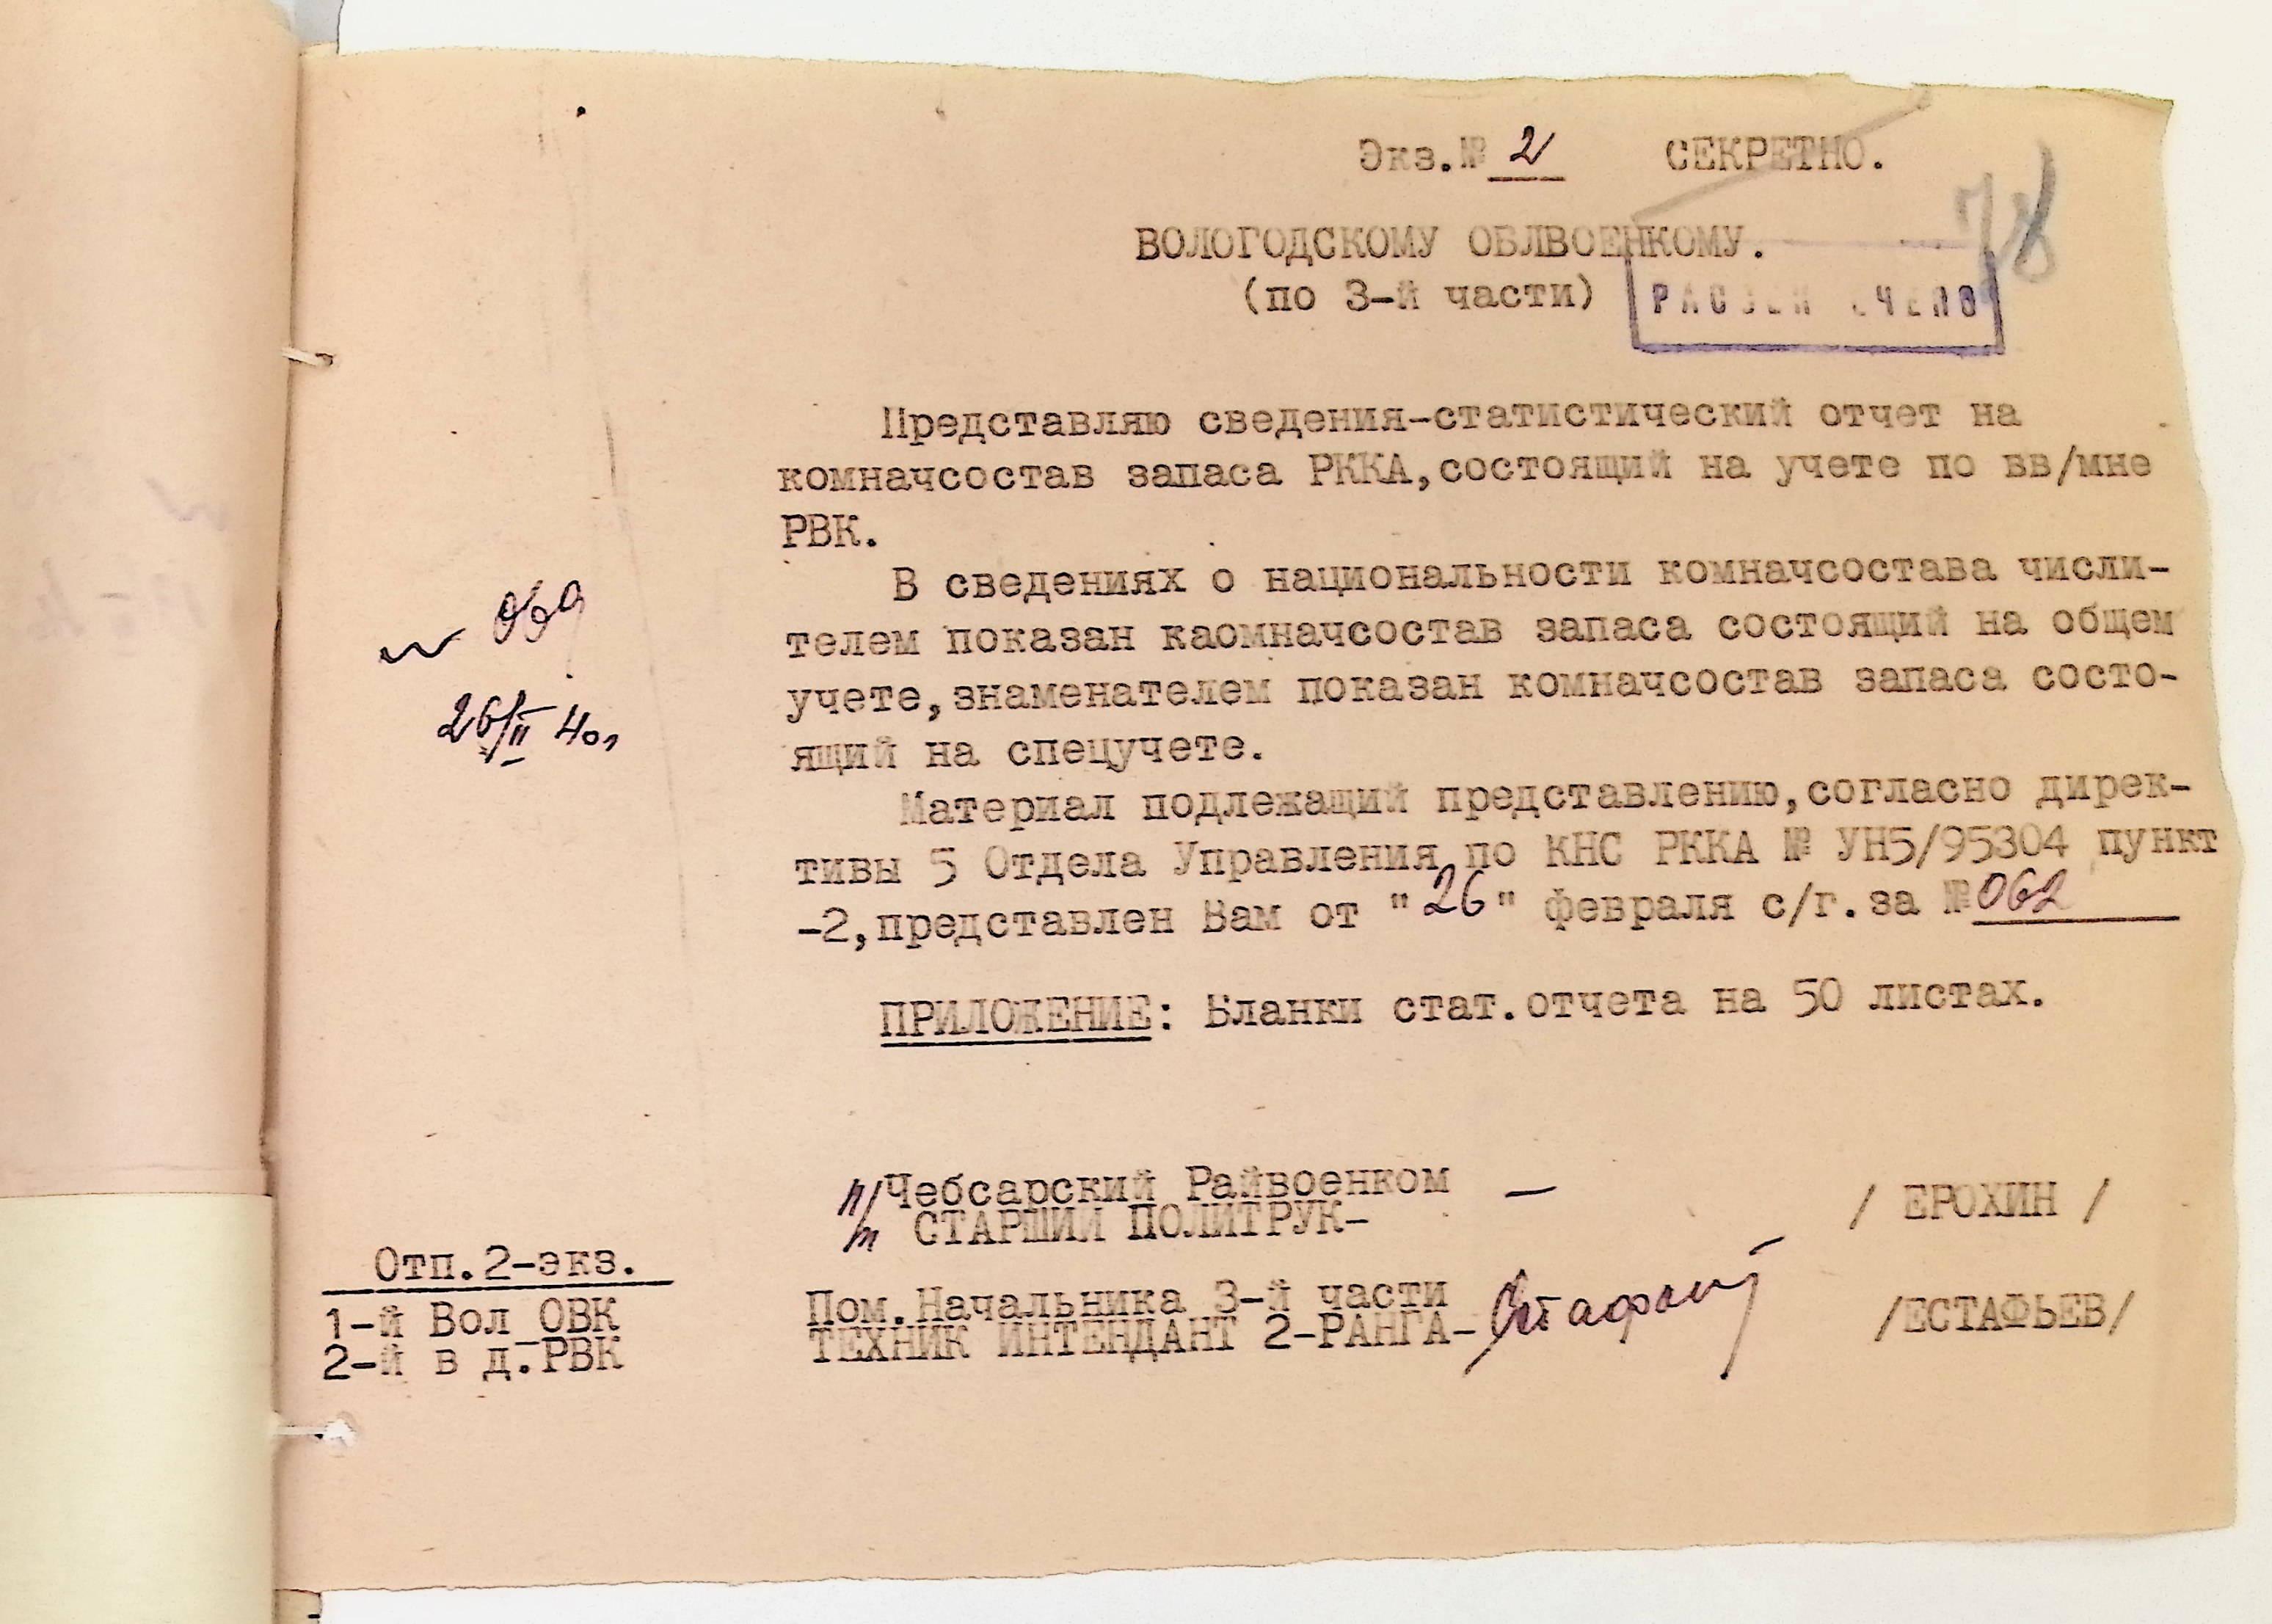 Экз.№ 2 СЕКРЕТНО.
78
ВОЛОГОДСКОМУ ОБЛВОЕНКОМУ.
(по 3-й части)
РАССЕКРЕЧЕНО
Представляю сведения-статистический отчет на
комначсостав запаса РККА,состоящий на учете по вв/мне
РВК.
В сведениях о национальности комначсостава числи-
телем показан каомначсостав запаса состоящий на общем
учете,знаменателем показан комначсостав запаса состо-
ящий на спецучете.
Материал подлежащий представлению,согласно дирек-
тивы 5 Отдела Управления по КНС РККА № УН5/95304 пункт
-2,представлен Вам от "26" февраля с/г.за №062
069
26/II 40г
ПРИЛОЖЕНИЕ: Бланки стат.отчета на 50 листах.
п/п Чебсарский Райвоенком — / ЕРОХИН /
СТАРШИЙ ПОЛИТРУК-
Пом.Начальника 3-й части
ТЕХНИК ИНТЕНДАНТ 2-РАНГА- /ЕСТАФЬЕВ/
Отп.2-экз.
1-й Вол_ОВК
2-й в д.РВК